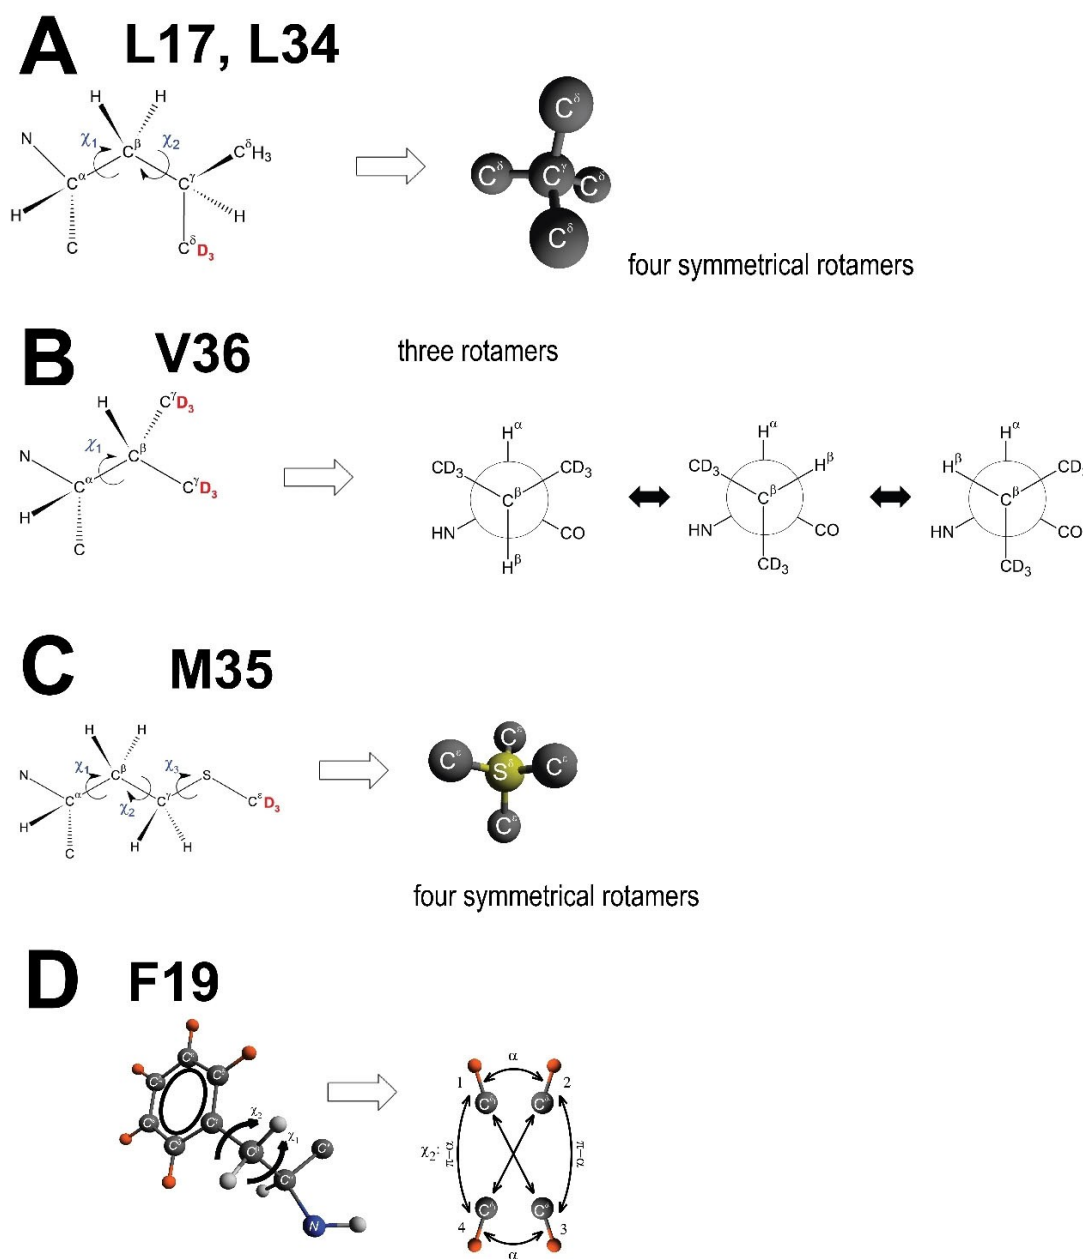 A L17, L34
H H
N χ1 Cβ χ2 CδH3
Cα Cγ
H H
C CδD3
Cδ
Cδ Cγ Cδ
Cδ
four symmetrical rotamers
B V36
three rotamers
H CγD3
N χ1 Cβ
Cα CγD3
H
C
Hα Hα Hα
CD3 CD3 CD3 Hβ Hβ
Cβ Cβ Cβ
HN CO HN CO HN CO
Hβ CD3 CD3
C M35
H H
N χ1 Cβ χ3 S
Cα χ2 Cγ CεD3
H
C H H
Cε Cε
Sδ
Cε
four symmetrical rotamers
D F19
χ2
χ1
N
α
1 2
χ2: π–α π–α
4 3
α